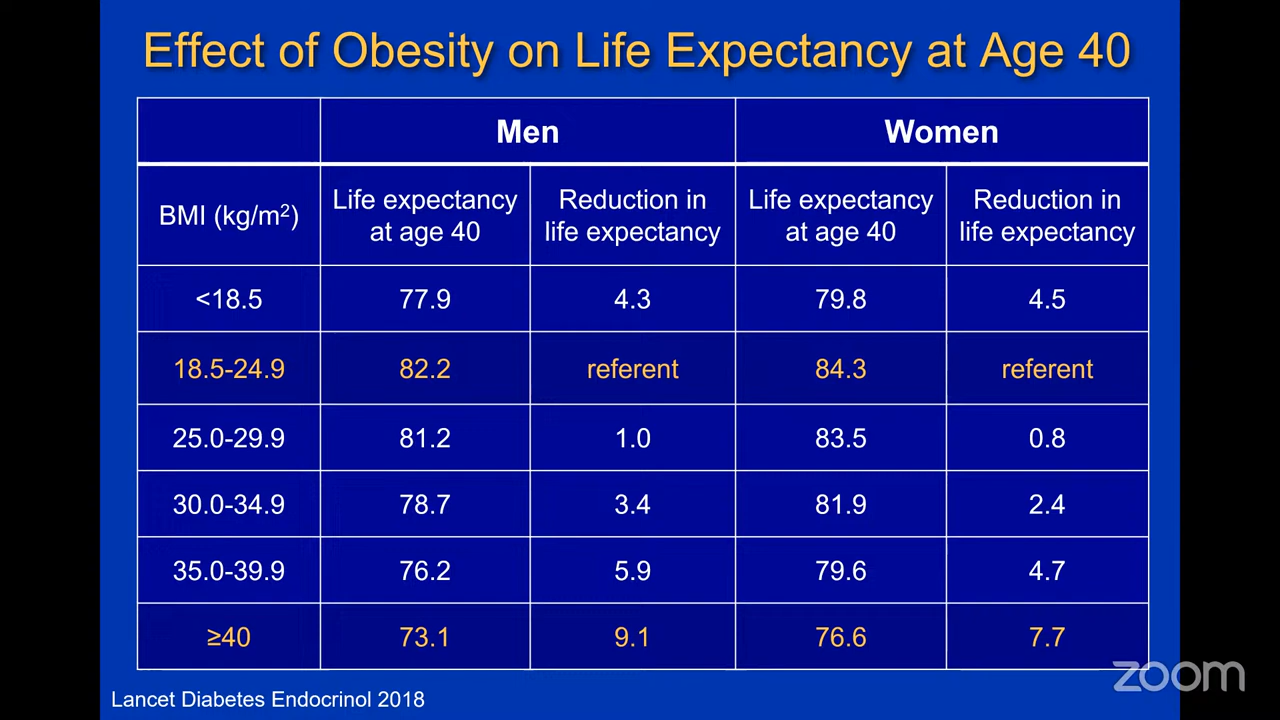 Effect of Obesity on Life Expectancy at Age 40
Men Women
BMI (kg/m²) Life expectancy at age 40 Reduction in life expectancy Life expectancy at age 40 Reduction in life expectancy
<18.5 77.9 4.3 79.8 4.5
18.5-24.9 82.2 referent 84.3 referent
25.0-29.9 81.2 1.0 83.5 0.8
30.0-34.9 78.7 3.4 81.9 2.4
35.0-39.9 76.2 5.9 79.6 4.7
≥40 73.1 9.1 76.6 7.7
zoom
Lancet Diabetes Endocrinol 2018